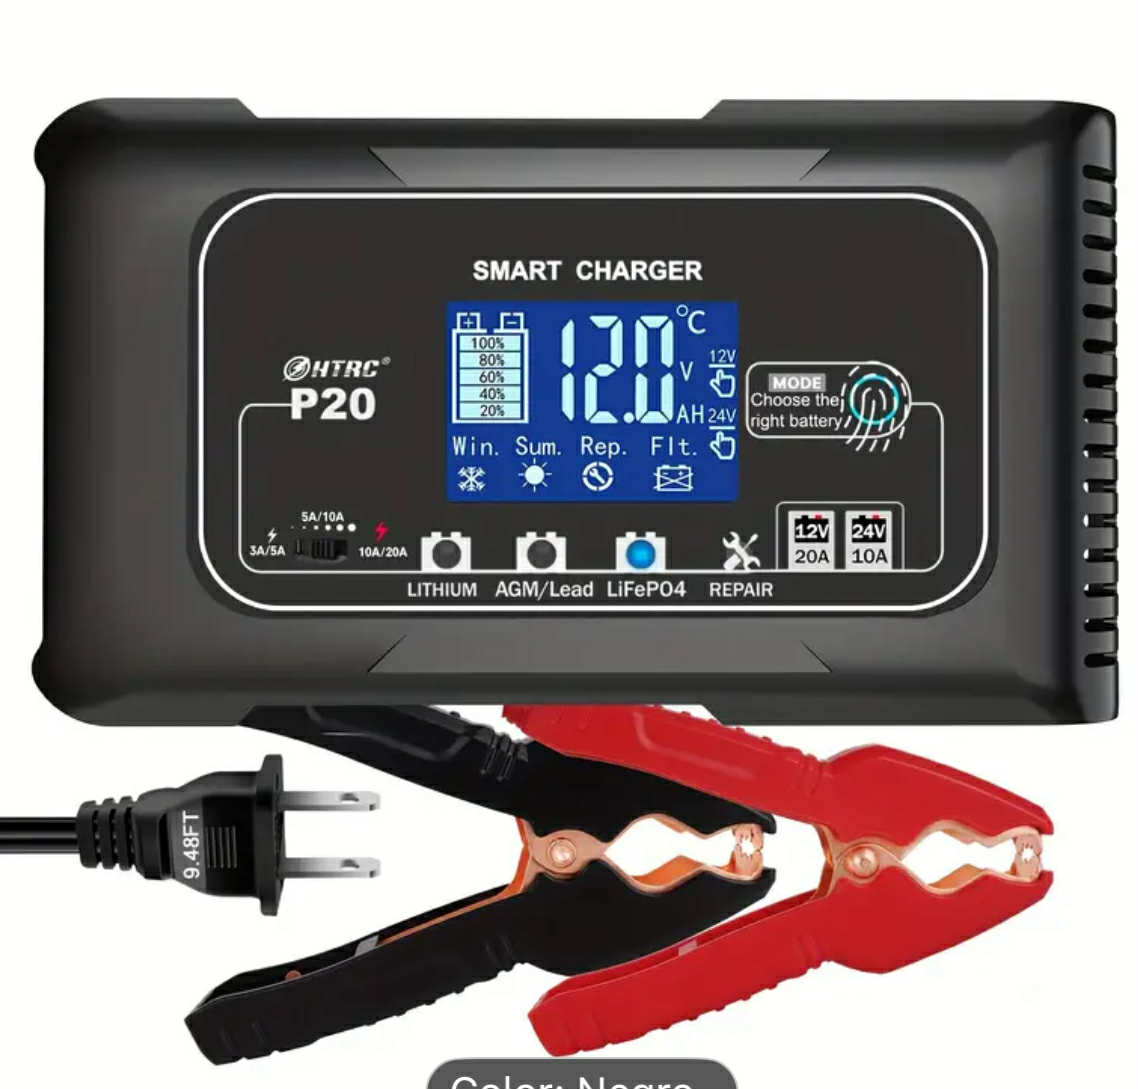 SMART CHARGER
HTRC®
P20
100%
80%
60%
40%
20%
12.0
°C
V
AH
12V
24V
Win. Sum. Rep. Flt.
MODE
Choose the
right battery
5A/10A
3A/5A
10A/20A
LITHIUM
AGM/Lead
LiFePO4
REPAIR
12V
20A
24V
10A
9.48FT
Color: Negro